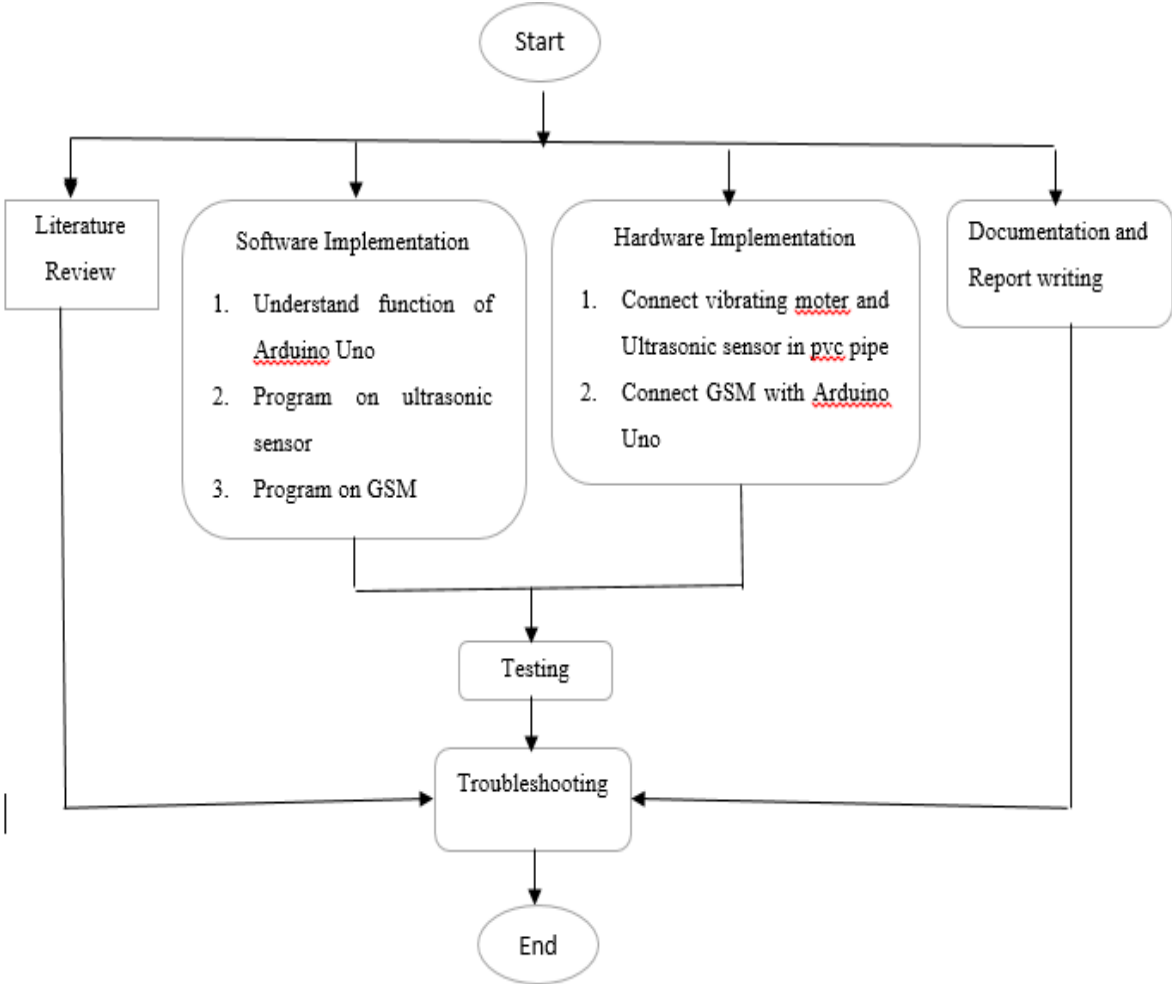 Start
Literature
Review
Software Implementation
1. Understand function of
Arduino Uno
2. Program on ultrasonic
sensor
3. Program on GSM
Hardware Implementation
1. Connect vibrating moter and
Ultrasonic sensor in pvc pipe
2. Connect GSM with Arduino
Uno
Documentation and
Report writing
Testing
Troubleshooting
End